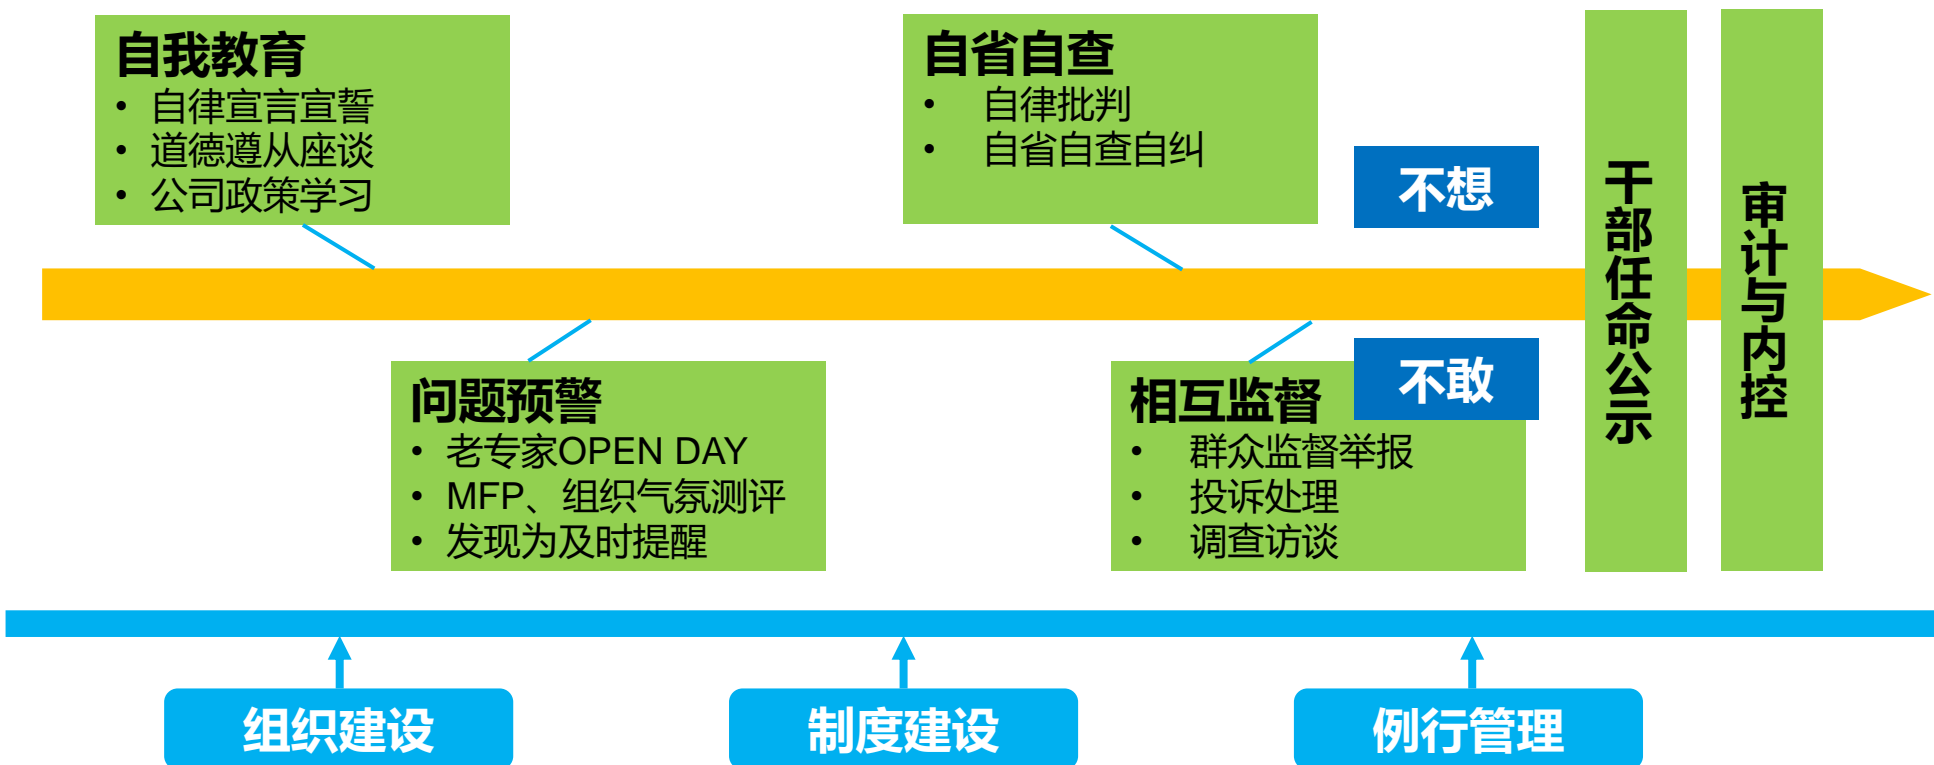 自我教育
• 自律宣言宣誓
• 道德遵从座谈
• 公司政策学习
自省自查
• 自律批判
• 自省自查自纠
不想
干部任命公示
审计与内控
问题预警
• 老专家OPEN DAY
• MFP、组织气氛测评
• 发现为及时提醒
相互监督
• 群众监督举报
• 投诉处理
• 调查访谈
不敢
组织建设
制度建设
例行管理